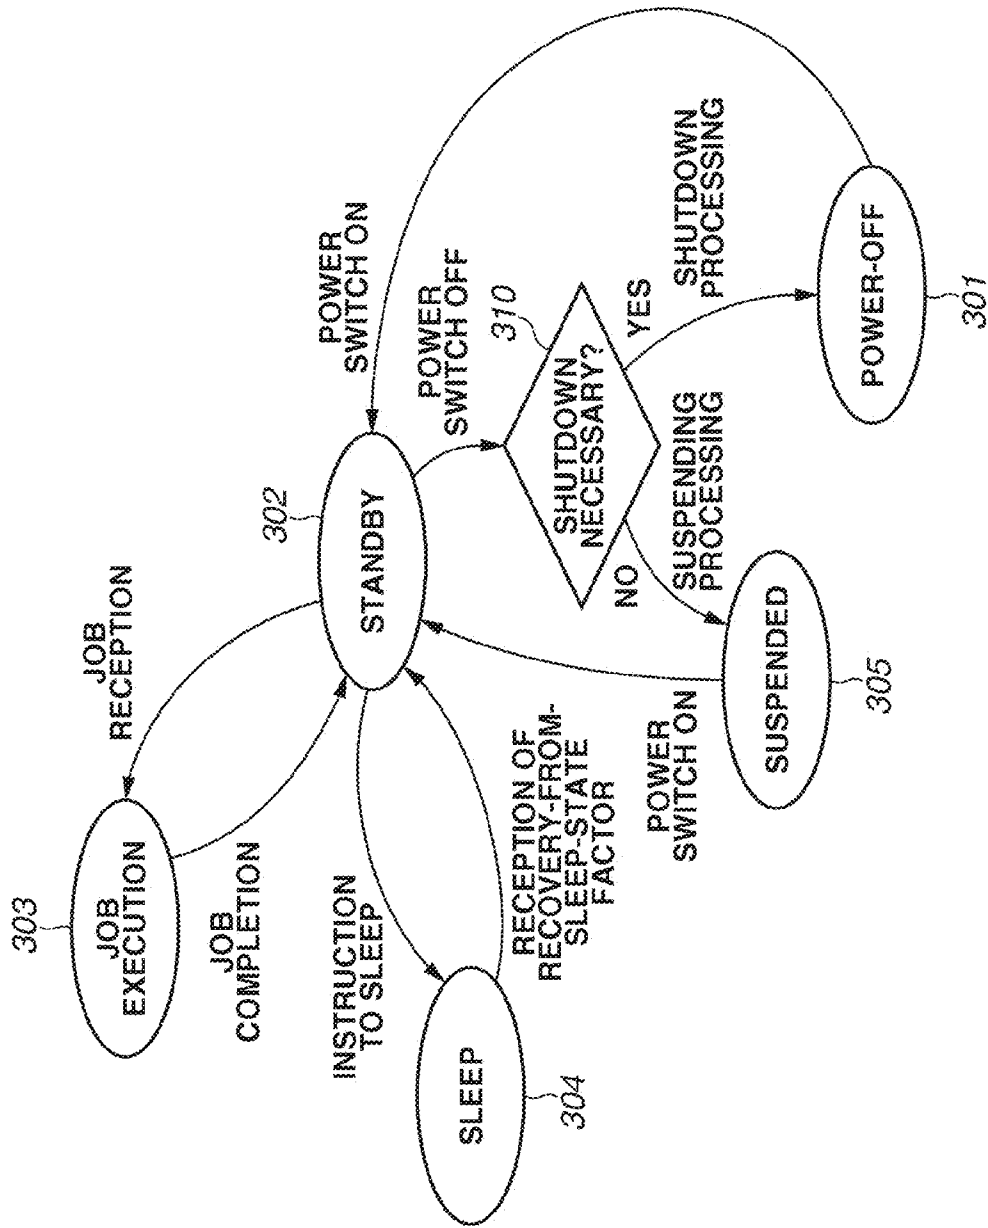 303
JOB
EXECUTION
JOB
RECEPTION
JOB
COMPLETION
302
STANDBY
POWER
SWITCH ON
INSTRUCTION
TO SLEEP
POWER
SWITCH OFF
SLEEP
304
RECEPTION OF
RECOVERY-FROM-
SLEEP-STATE
FACTOR
310
SHUTDOWN
NECESSARY?
NO
YES
POWER
SWITCH ON
SUSPENDING
PROCESSING
SHUTDOWN
PROCESSING
SUSPENDED
305
POWER-OFF
301